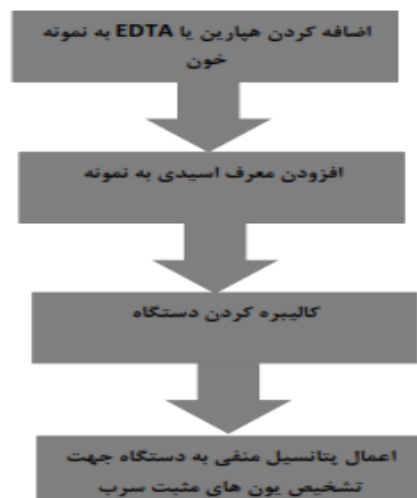 اضافه کردن هپارین یا EDTA به نمونه
خون
افزودن معرف اسیدی به نمونه
کالیبره کردن دستگاه
اعمال پتانسیل منفی به دستگاه جهت
تشخیص یون های مثبت سرب